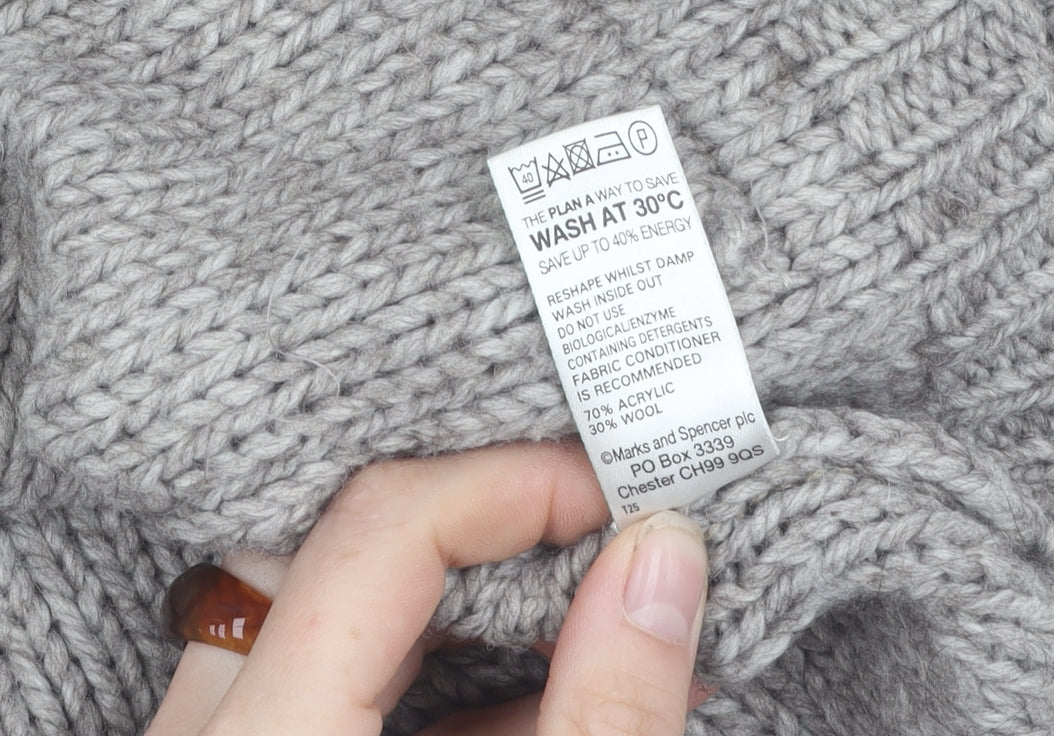 40 P
THE PLAN A WAY TO SAVE
WASH AT 30ºC
SAVE UP TO 40% ENERGY
RESHAPE WHILST DAMP
WASH INSIDE OUT
DO NOT USE
BIOLOGICAL/ENZYME
CONTAINING DETERGENTS
FABRIC CONDITIONER
IS RECOMMENDED
70% ACRYLIC
30% WOOL
©Marks and Spencer plc
PO Box 3339
Chester CH99 9QS
T25